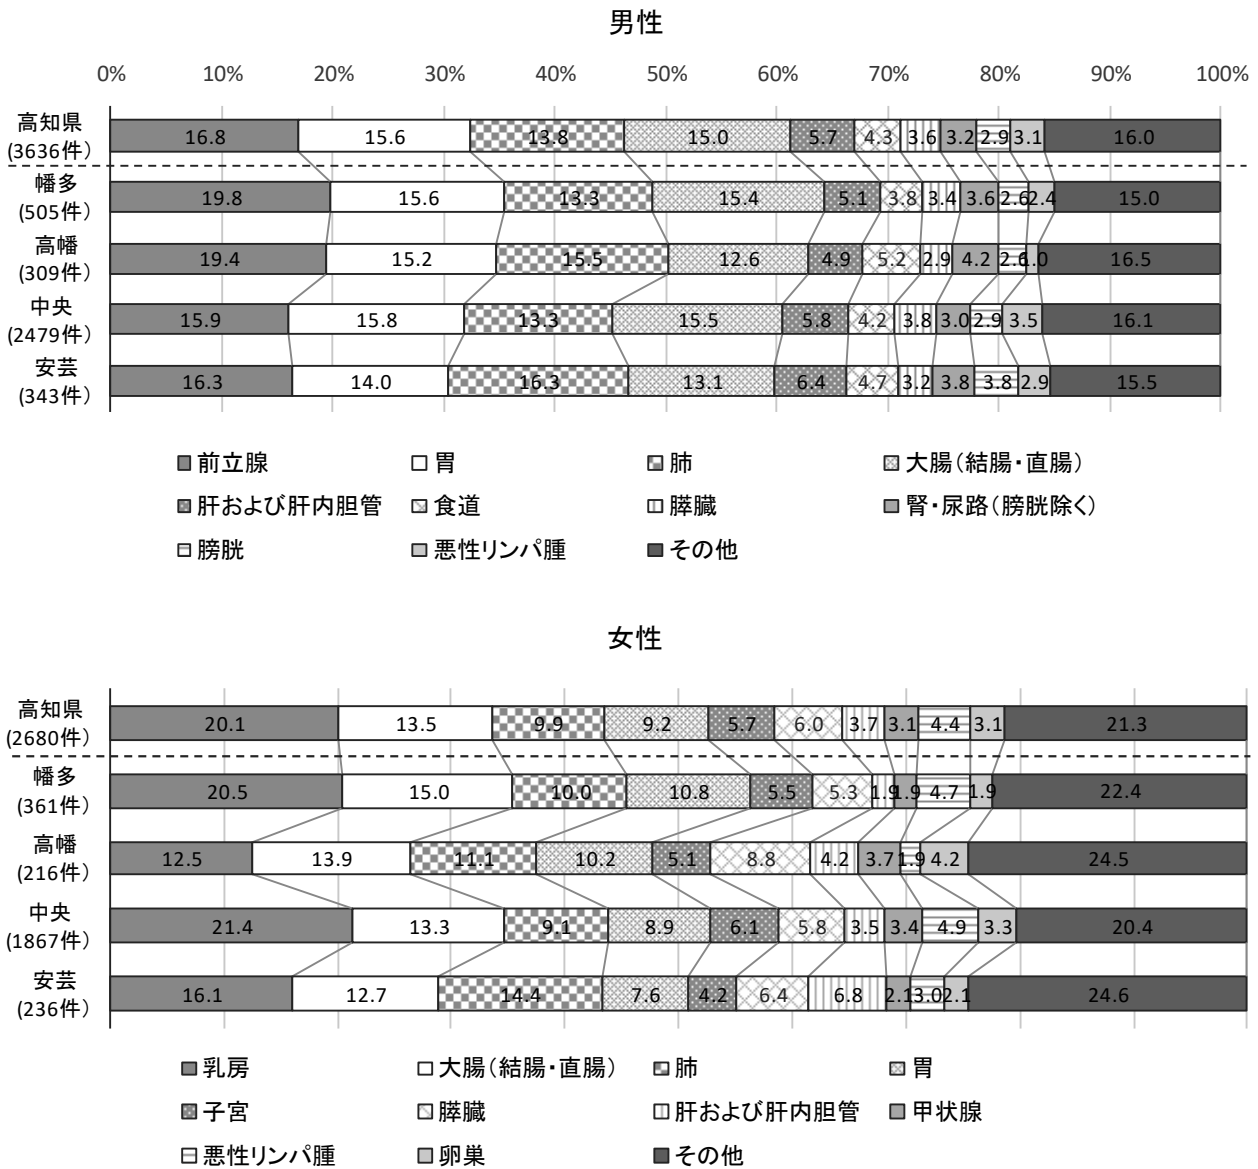 男性
0% 10% 20% 30% 40% 50% 60% 70% 80% 90% 100%
高知県
(3636件)
16.8 15.6 13.8 15.0 5.7 4.3 3.6 3.2 2.9 3.1 16.0
幡多
(505件)
19.8 15.6 13.3 15.4 5.1 3.8 3.4 3.6 2.6 2.4 15.0
高幡
(309件)
19.4 15.2 15.5 12.6 4.9 5.2 2.9 4.2 2.6 1.0 16.5
中央
(2479件)
15.9 15.8 13.3 15.5 5.8 4.2 3.8 3.0 2.9 3.5 16.1
安芸
(343件)
16.3 14.0 16.3 13.1 6.4 4.7 3.2 3.8 3.8 2.9 15.5
前立腺 胃 肺 大腸(結腸・直腸)
肝および肝内胆管 食道 膵臓 腎・尿路(膀胱除く)
膀胱 悪性リンパ腫 その他
女性
高知県
(2680件)
20.1 13.5 9.9 9.2 5.7 6.0 3.7 3.1 4.4 3.1 21.3
幡多
(361件)
20.5 15.0 10.0 10.8 5.5 5.3 1.9 1.9 4.7 1.9 22.4
高幡
(216件)
12.5 13.9 11.1 10.2 5.1 8.8 4.2 3.7 1.9 4.2 24.5
中央
(1867件)
21.4 13.3 9.1 8.9 6.1 5.8 3.5 3.4 4.9 3.3 20.4
安芸
(236件)
16.1 12.7 14.4 7.6 4.2 6.4 6.8 2.1 3.0 2.1 24.6
乳房 大腸(結腸・直腸) 肺 胃
子宮 膵臓 肝および肝内胆管 甲状腺
悪性リンパ腫 卵巣 その他